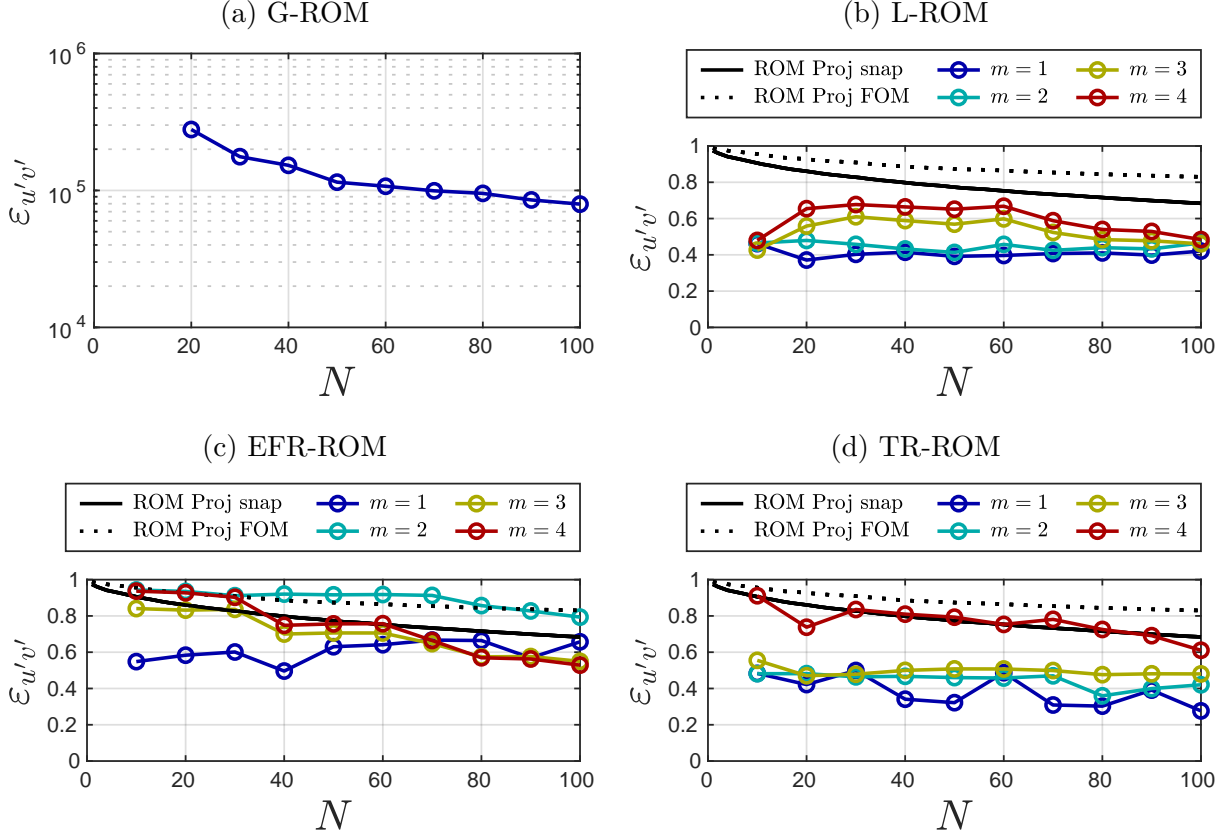 (a) G-ROM
10^6
10^5
10^4
ε_{u'v'}
0 20 40 60 80 100
N
(b) L-ROM
ROM Proj snap
ROM Proj FOM
m = 1
m = 2
m = 3
m = 4
1
0.8
0.6
0.4
0.2
0
ε_{u'v'}
0 20 40 60 80 100
N
(c) EFR-ROM
ROM Proj snap
ROM Proj FOM
m = 1
m = 2
m = 3
m = 4
1
0.8
0.6
0.4
0.2
0
ε_{u'v'}
0 20 40 60 80 100
N
(d) TR-ROM
ROM Proj snap
ROM Proj FOM
m = 1
m = 2
m = 3
m = 4
1
0.8
0.6
0.4
0.2
0
ε_{u'v'}
0 20 40 60 80 100
N